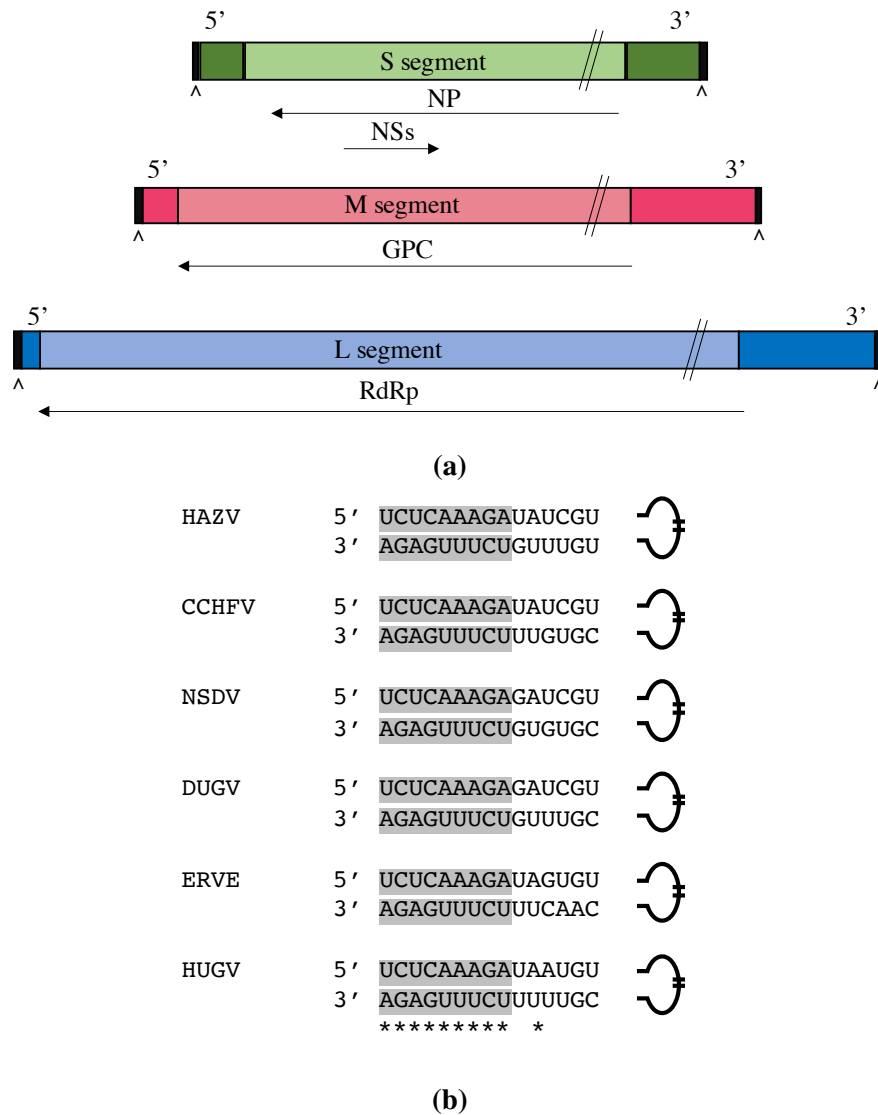 5’ 3’
S segment
^ ^
NP
NSs
5’ 3’
M segment
^ ^
GPC
5’ 3’
L segment
^ ^
RdRp
(a)
HAZV 5’ UCUCAAAGAUAUCGU
3’ AGAGUUUCUGUUUGU
CCHFV 5’ UCUCAAAGAUAUCGU
3’ AGAGUUUCUUUGUGC
NSDV 5’ UCUCAAAGAGAUCGU
3’ AGAGUUUCUGUGUGC
DUGV 5’ UCUCAAAGAGAUCGU
3’ AGAGUUUCUGUUUGC
ERVE 5’ UCUCAAAGAUAGUGU
3’ AGAGUUUCUUUCAAC
HUGV 5’ UCUCAAAGAUAAUGU
3’ AGAGUUUCUUUUUGC
********* *
(b)